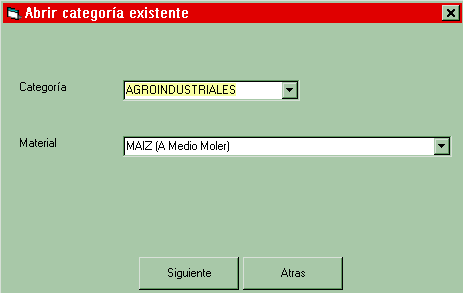 Abrir categoría existente
Categoría AGROINDUSTRIALES
Material MAIZ (A Medio Moler)
Siguiente Atras